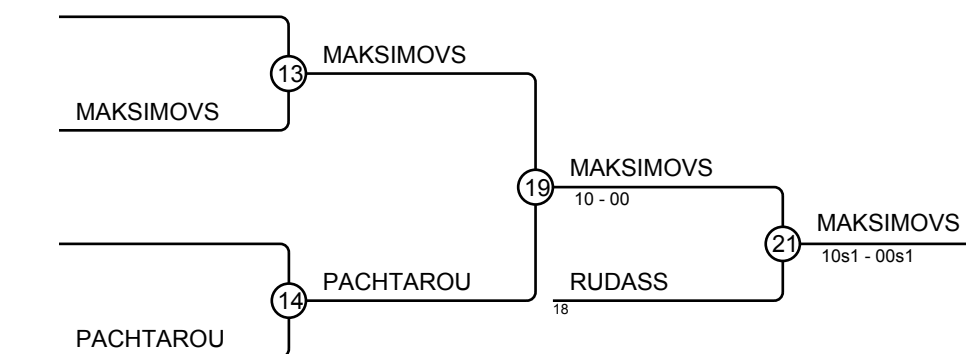 MAKSIMOVS
13
MAKSIMOVS
MAKSIMOVS
19
10 - 00
MAKSIMOVS
21
10s1 - 00s1
PACHTAROU
14
RUDASS
18
PACHTAROU